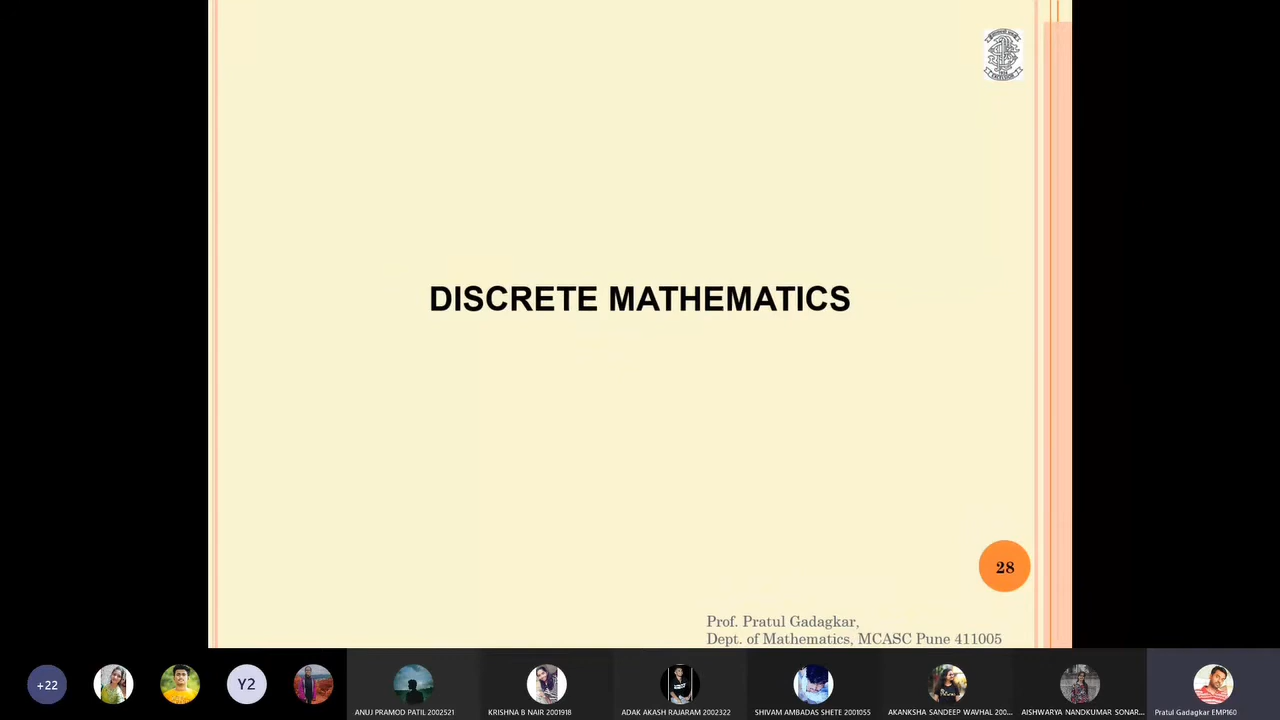 DISCRETE MATHEMATICS
28
Prof. Pratul Gadagkar,
Dept. of Mathematics, MCASC Pune 411005
+22
Y2
ANUJ PRAMOD PATIL 2002521
KRISHNA B NAIR 2001918
ADAK AKASH RAJARAM 2002322
SHIVAM AMBADAS SHETE 2001055
AKANKSHA SANDEEP WAVHAL 200...
AISHWARYA NANDKUMAR SONAR...
Pratul Gadagkar EMP160